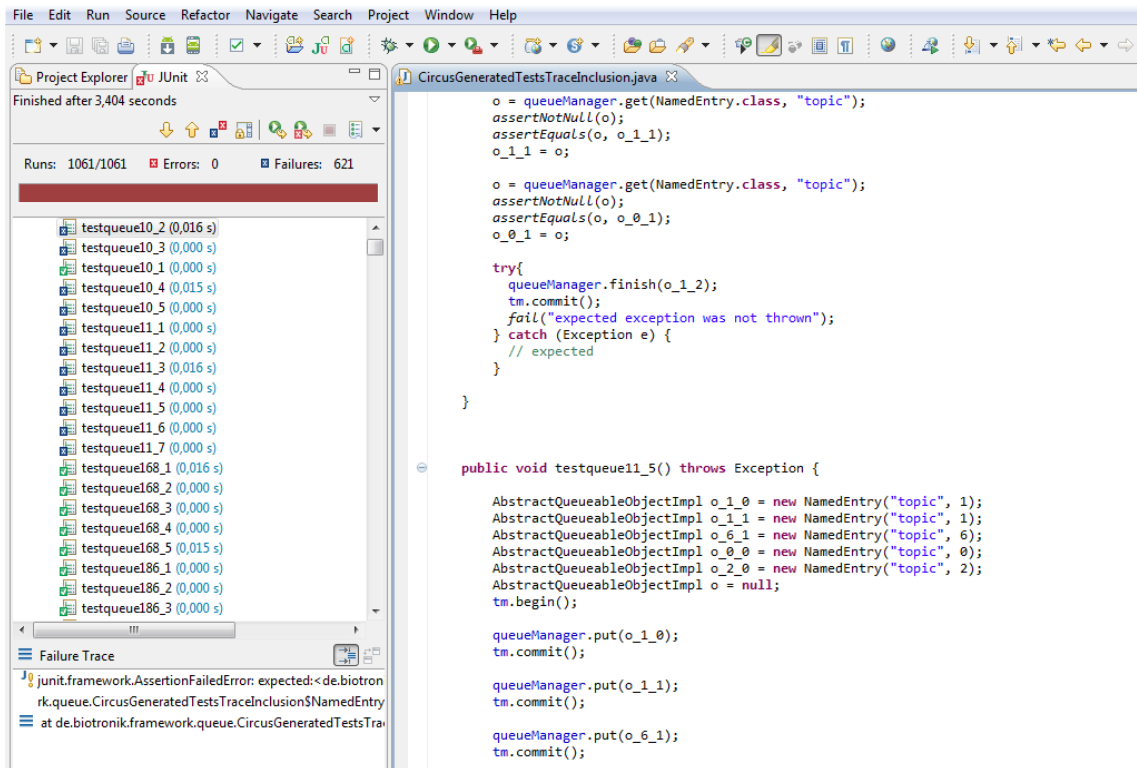 File Edit Run Source Refactor Navigate Search Project Window Help
Project Explorer JUnit
Finished after 3,404 seconds
Runs: 1061/1061 Errors: 0 Failures: 621
testqueue10_2 (0,016 s)
testqueue10_3 (0,000 s)
testqueue10_1 (0,000 s)
testqueue10_4 (0,015 s)
testqueue10_5 (0,000 s)
testqueue11_1 (0,000 s)
testqueue11_2 (0,000 s)
testqueue11_3 (0,016 s)
testqueue11_4 (0,000 s)
testqueue11_5 (0,000 s)
testqueue11_6 (0,000 s)
testqueue11_7 (0,000 s)
testqueue168_1 (0,016 s)
testqueue168_2 (0,000 s)
testqueue168_3 (0,000 s)
testqueue168_4 (0,000 s)
testqueue168_5 (0,015 s)
testqueue186_1 (0,000 s)
testqueue186_2 (0,000 s)
testqueue186_3 (0,000 s)
Failure Trace
junit.framework.AssertionFailedError: expected:<de.biotron
rk.queue.CircusGeneratedTestsTraceInclusion$NamedEntry
at de.biotronik.framework.queue.CircusGeneratedTestsTra
CircusGeneratedTestsTraceInclusion.java
o = queueManager.get(NamedEntry.class, "topic");
assertNotNull(o);
assertEquals(o, o_1_1);
o_1_1 = o;
o = queueManager.get(NamedEntry.class, "topic");
assertNotNull(o);
assertEquals(o, o_0_1);
o_0_1 = o;
try{
queueManager.finish(o_1_2);
tm.commit();
fail("expected exception was not thrown");
} catch (Exception e) {
// expected
}
}
public void testqueue11_5() throws Exception {
AbstractQueueableObjectImpl o_1_0 = new NamedEntry("topic", 1);
AbstractQueueableObjectImpl o_1_1 = new NamedEntry("topic", 1);
AbstractQueueableObjectImpl o_6_1 = new NamedEntry("topic", 6);
AbstractQueueableObjectImpl o_0_0 = new NamedEntry("topic", 0);
AbstractQueueableObjectImpl o_2_0 = new NamedEntry("topic", 2);
AbstractQueueableObjectImpl o = null;
tm.begin();
queueManager.put(o_1_0);
tm.commit();
queueManager.put(o_1_1);
tm.commit();
queueManager.put(o_6_1);
tm.commit();